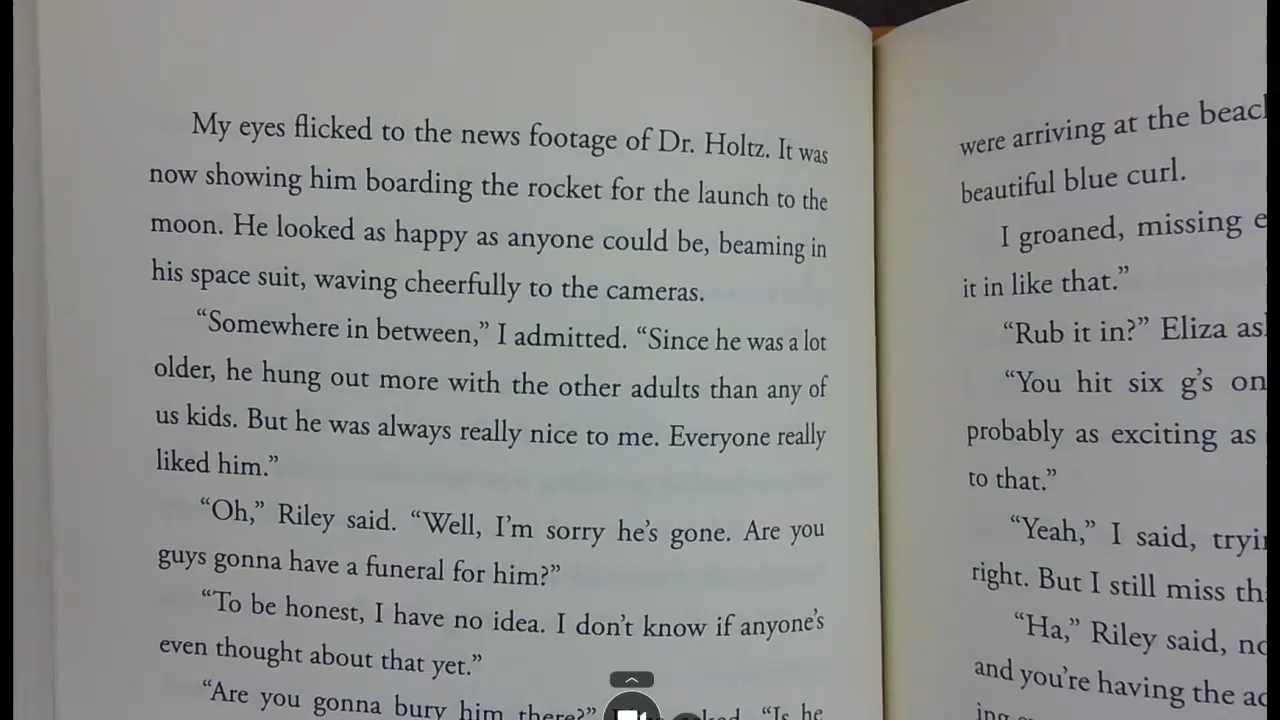 My eyes flicked to the news footage of Dr. Holtz. It was
now showing him boarding the rocket for the launch to the
moon. He looked as happy as anyone could be, beaming in
his space suit, waving cheerfully to the cameras.
“Somewhere in between,” I admitted. “Since he was a lot
older, he hung out more with the other adults than any of
us kids. But he was always really nice to me. Everyone really
liked him.”
“Oh,” Riley said. “Well, I’m sorry he’s gone. Are you
guys gonna have a funeral for him?”
“To be honest, I have no idea. I don’t know if anyone’s
even thought about that yet.”
“Are you gonna bury him there?” “Is he
were arriving at the
beautiful blue curl.
I groaned, missing
it in like that.”
“Rub it in?” Eliza
“You hit six g’s on
probably as exciting as
to that.”
“Yeah,” I said,
right. But I still miss
“Ha,” Riley said,
and you’re having the